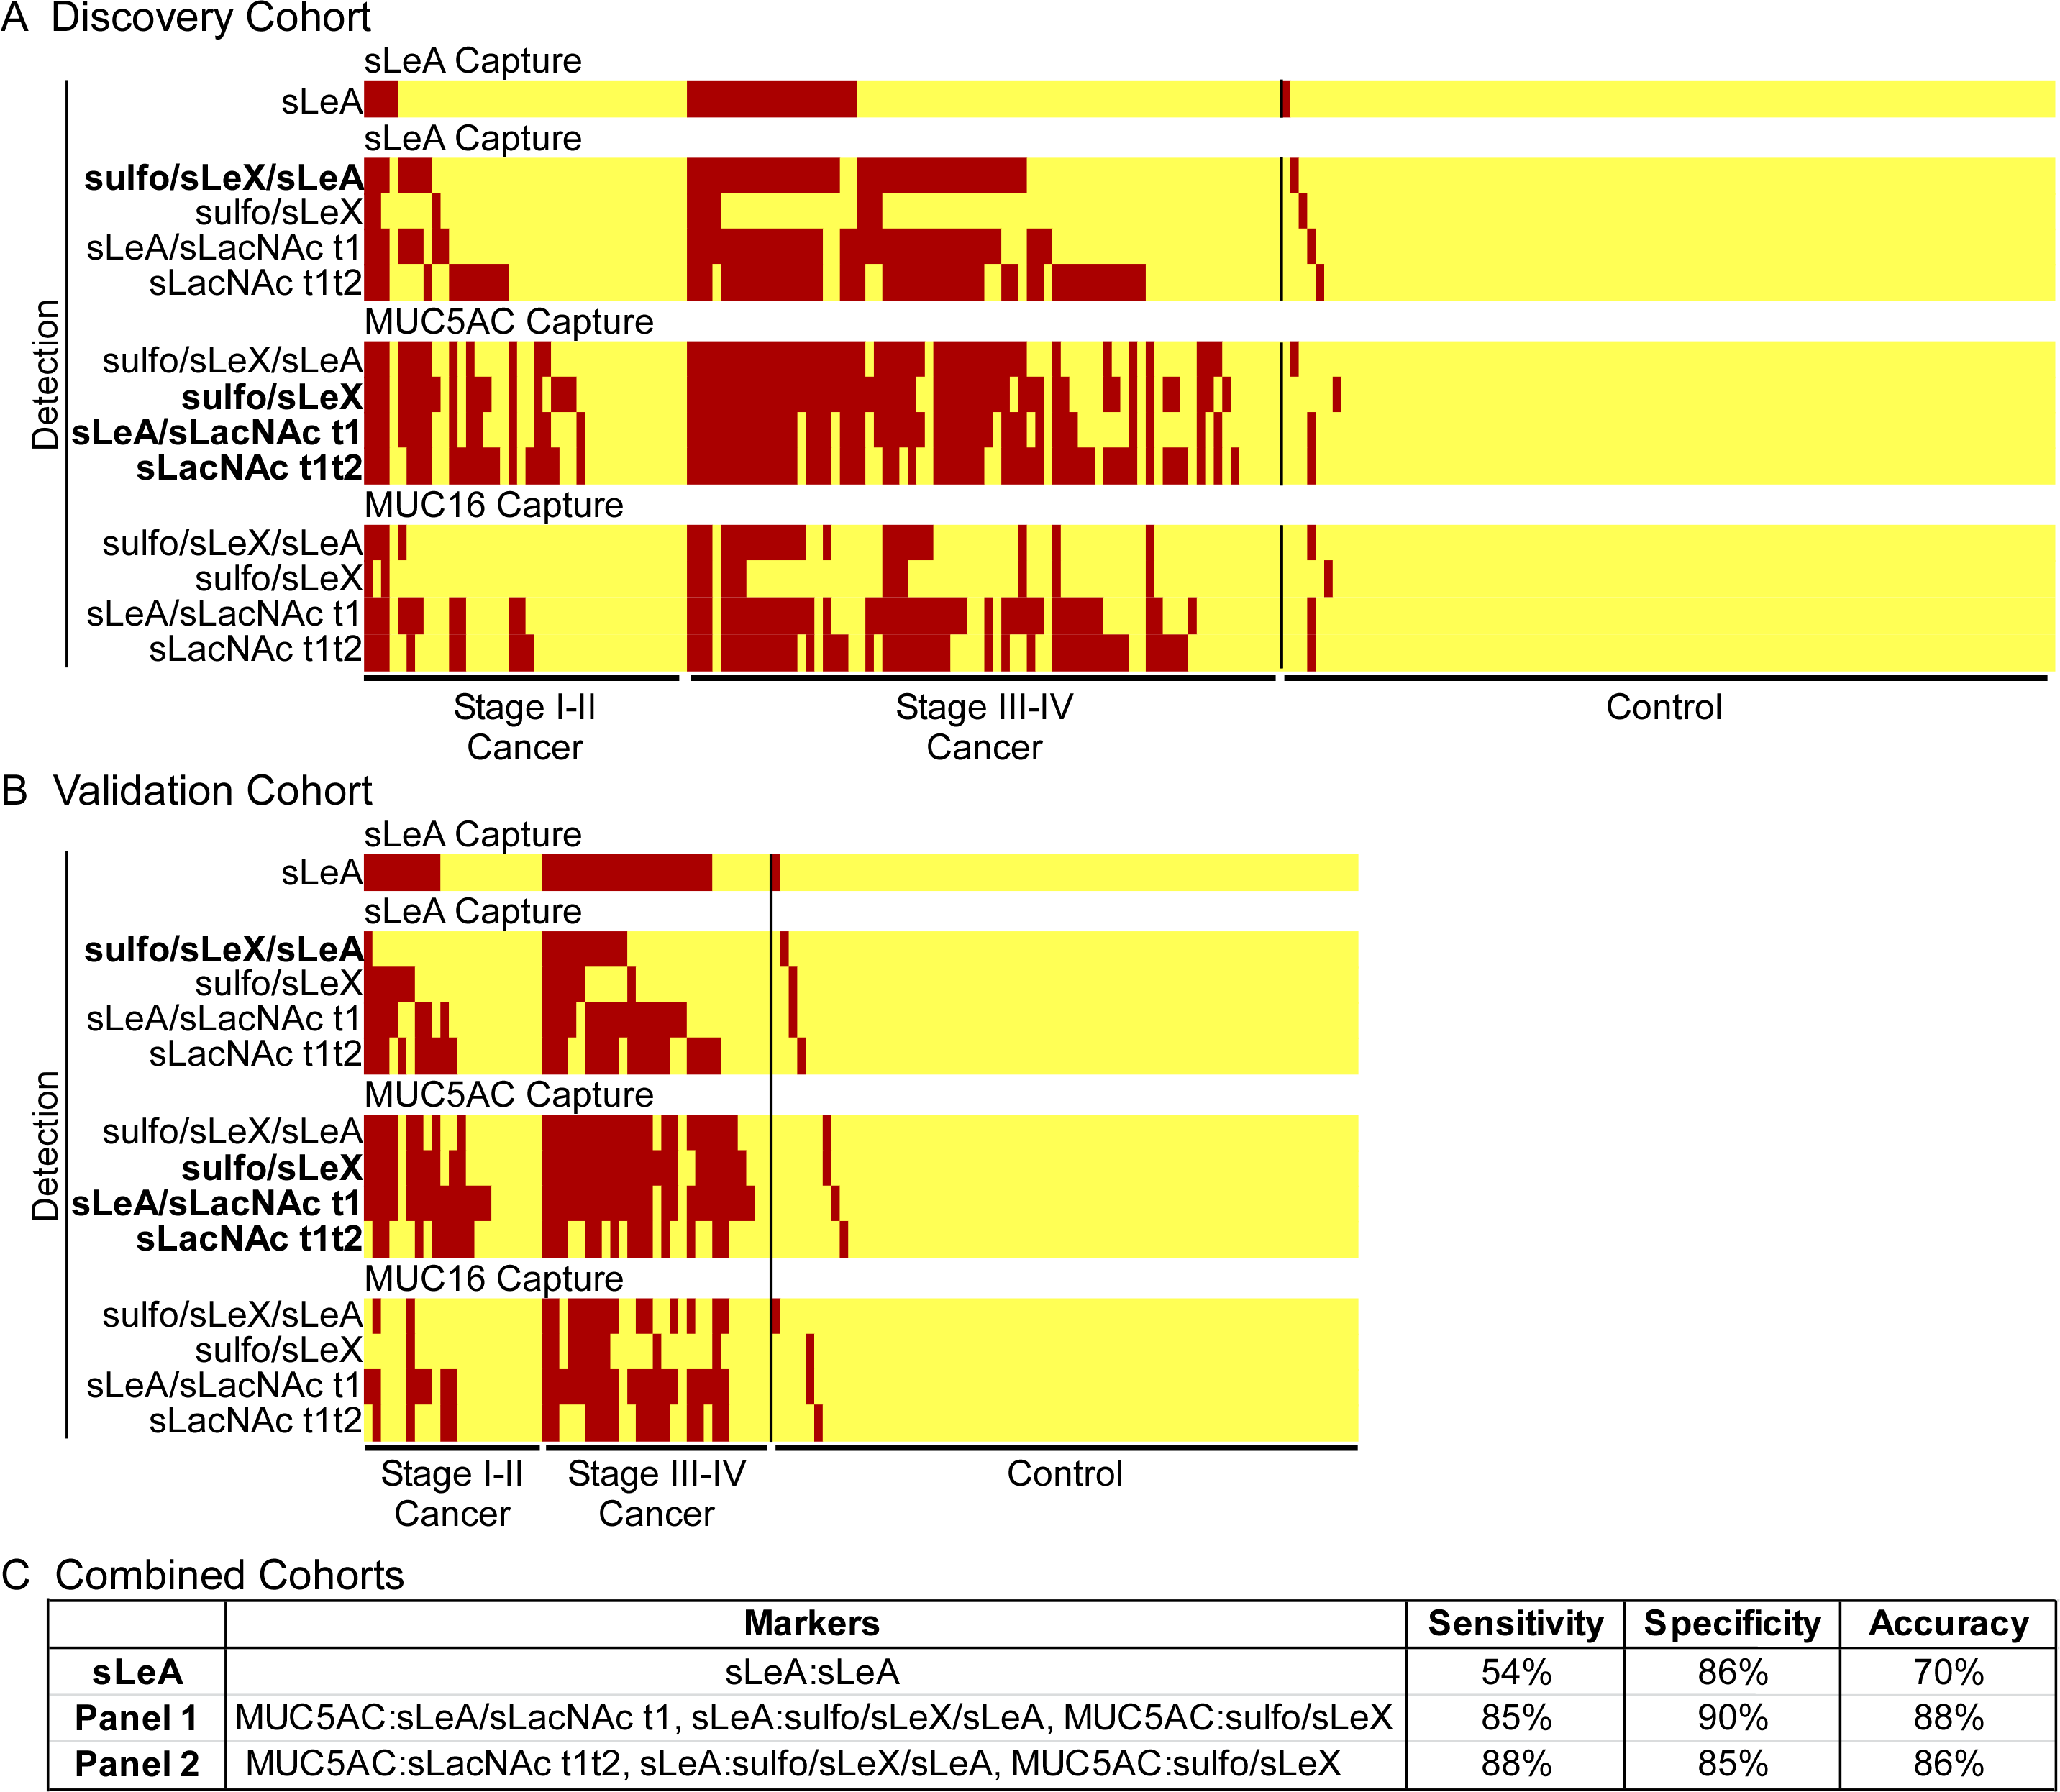 A Discovery Cohort
sLeA Capture
sLeA
sLeA Capture
sulfo/sLeX/sLeA
sulfo/sLeX
sLeA/sLacNAc t1
sLacNAc t1t2
MUC5AC Capture
sulfo/sLeX/sLeA
sulfo/sLeX
sLeA/sLacNAc t1
sLacNAc t1t2
MUC16 Capture
sulfo/sLeX/sLeA
sulfo/sLeX
sLeA/sLacNAc t1
sLacNAc t1t2
Detection
Stage I-II Cancer
Stage III-IV Cancer
Control
B Validation Cohort
sLeA Capture
sLeA
sLeA Capture
sulfo/sLeX/sLeA
sulfo/sLeX
sLeA/sLacNAc t1
sLacNAc t1t2
MUC5AC Capture
sulfo/sLeX/sLeA
sulfo/sLeX
sLeA/sLacNAc t1
sLacNAc t1t2
MUC16 Capture
sulfo/sLeX/sLeA
sulfo/sLeX
sLeA/sLacNAc t1
sLacNAc t1t2
Detection
Stage I-II Cancer
Stage III-IV Cancer
Control
C Combined Cohorts
Markers Sensitivity Specificity Accuracy
sLeA sLeA:sLeA 54% 86% 70%
Panel 1 MUC5AC:sLeA/sLacNAc t1, sLeA:sulfo/sLeX/sLeA, MUC5AC:sulfo/sLeX 85% 90% 88%
Panel 2 MUC5AC:sLacNAc t1t2, sLeA:sulfo/sLeX/sLeA, MUC5AC:sulfo/sLeX 88% 85% 86%